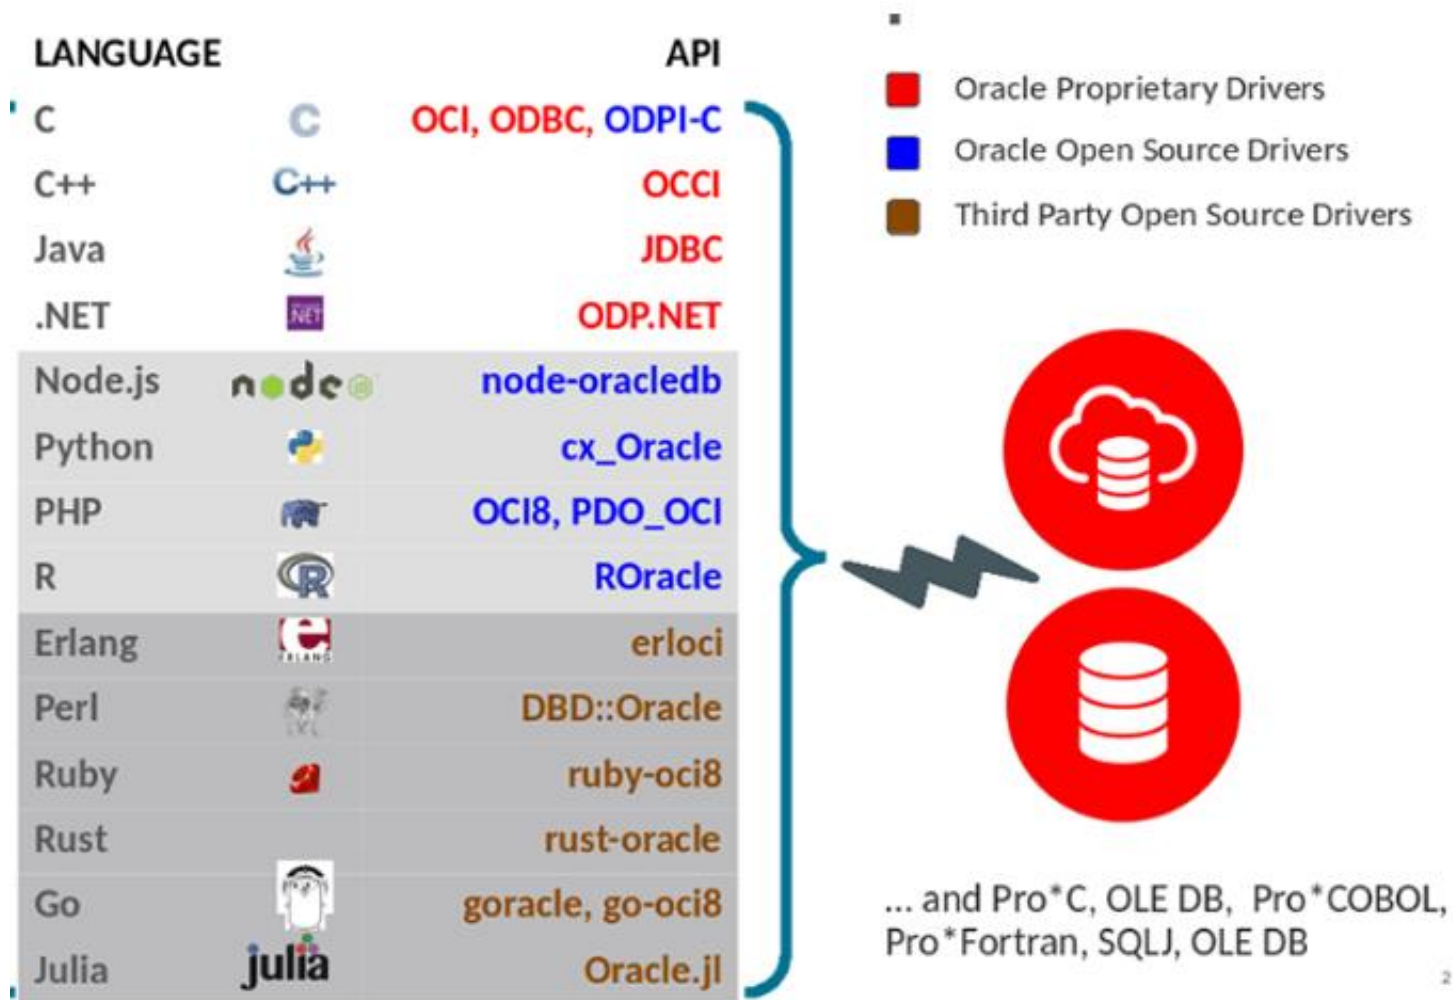 LANGUAGE API
C C OCI, ODBC, ODPI-C
C++ C++ OCCI
Java JDBC
.NET .NET ODP.NET
Node.js node node-oracledb
Python cx_Oracle
PHP OCI8, PDO_OCI
R R ROracle
Erlang e ERLANG erloci
Perl DBD::Oracle
Ruby ruby-oci8
Rust rust-oracle
Go goracle, go-oci8
Julia julia Oracle.jl
Oracle Proprietary Drivers
Oracle Open Source Drivers
Third Party Open Source Drivers
... and Pro*C, OLE DB, Pro*COBOL,
Pro*Fortran, SQLJ, OLE DB
2